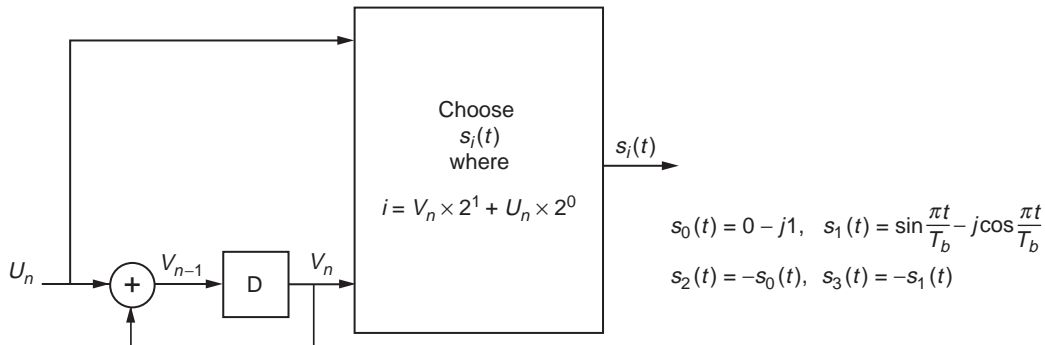 Choose
s_i(t)
where
i = V_n × 2^1 + U_n × 2^0
s_i(t)
s_0(t) = 0 − j1, s_1(t) = sin πt/T_b − j cos πt/T_b
s_2(t) = −s_0(t), s_3(t) = −s_1(t)
U_n
+
V_{n−1}
D
V_n